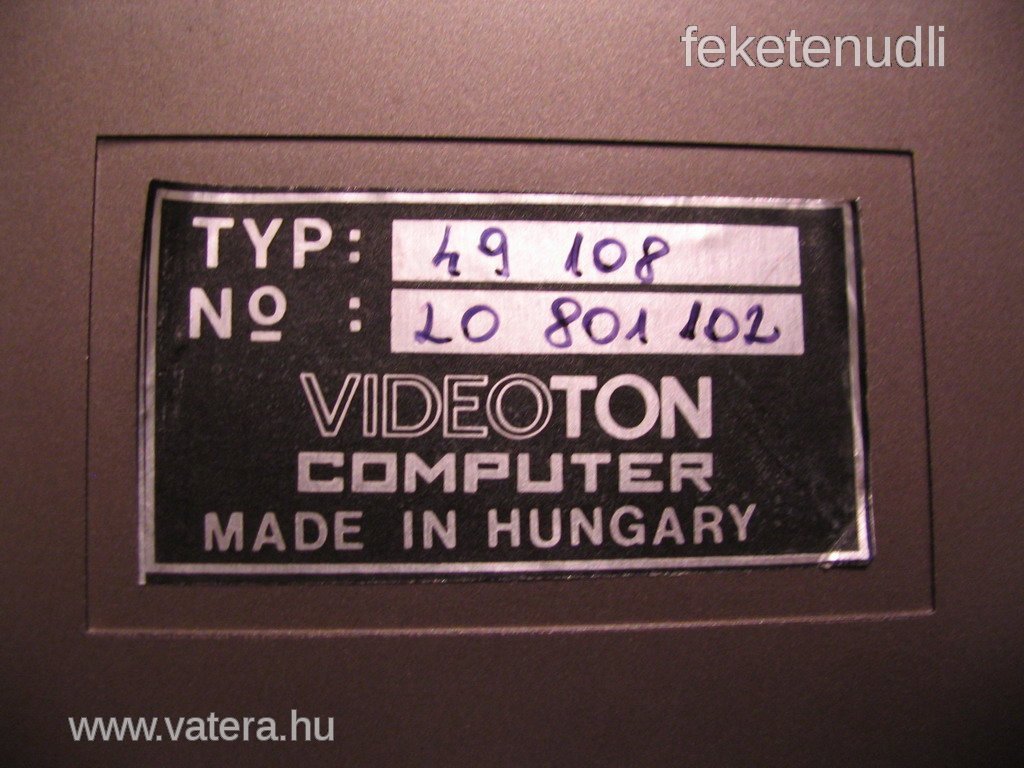 feketenudli
TYP: 49 108
Nº: 20 801 102
VIDEOTON
COMPUTER
MADE IN HUNGARY
www.vatera.hu